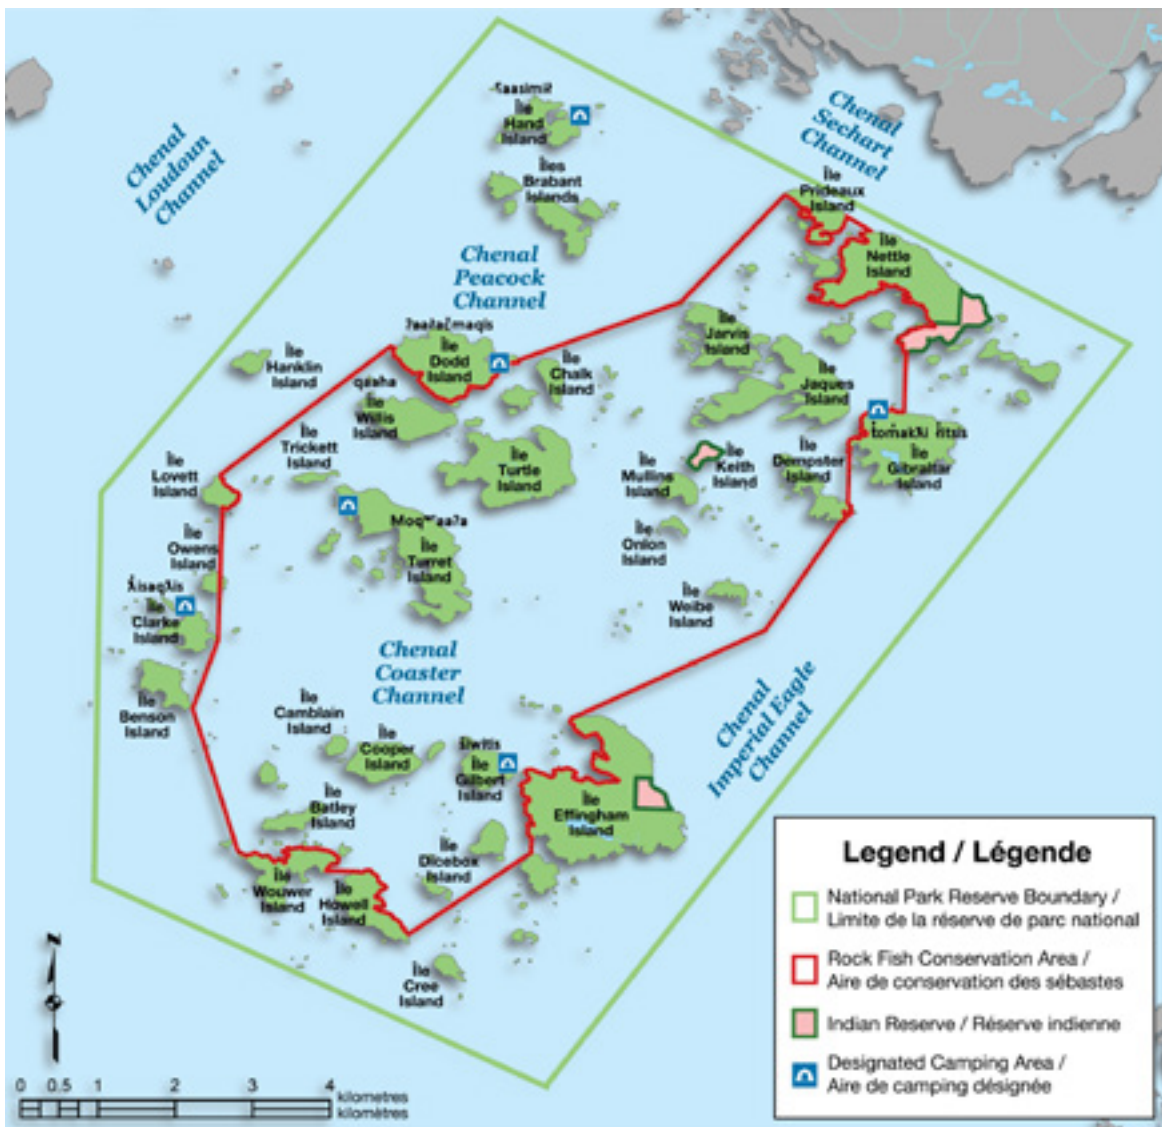 Île
Hand
Island
Chenal
Sechart
Channel
Chenal
Loudoun
Channel
Îles
Brabant
Islands
Île
Prideaux
Island
Île
Nettle
Island
Chenal
Peacock
Channel
Île
Dodd
Island
Île
Jarvis
Island
Île
Hanklin
Island
Île
Chalk
Island
Île
Jaques
Island
qaaha
Île
Willis
Island
Île
Trickett
Island
Île
Turtle
Island
Île
Lovett
Island
Île
Mullins
Island
Île
Keith
Island
Île
Dempster
Island
Île
Gibraltar
Island
Île
Turret
Island
Île
Onion
Island
Île
Owens
Island
Île
Clarke
Island
Île
Weibe
Island
Chenal
Coaster
Channel
Île
Benson
Island
Île
Camblain
Island
Île
Cooper
Island
Île
Gilbert
Island
Chenal
Imperial Eagle
Channel
Île
Batley
Island
Île
Effingham
Island
Île
Dicebox
Island
Île
Wouwer
Island
Île
Howell
Island
Île
Cree
Island
Legend / Légende
National Park Reserve Boundary /
Limite de la réserve de parc national
Rock Fish Conservation Area /
Aire de conservation des sébastes
Indian Reserve / Réserve indienne
Designated Camping Area /
Aire de camping désignée
N
0 0.5 1 2 3 4
kilometres
kilomètres